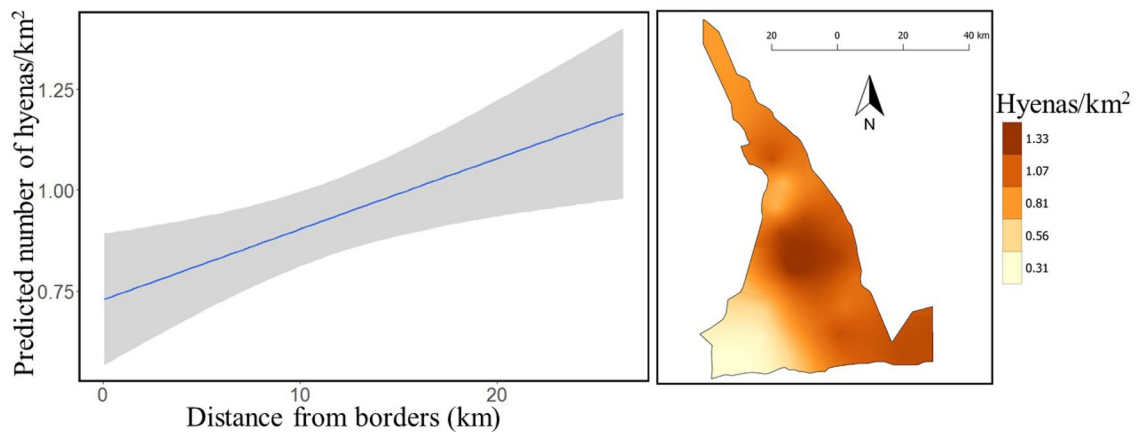 Predicted number of hyenas/km²
1.25
1.00
0.75
0
10
20
Distance from borders (km)
20 0 20 40 km
N
Hyenas/km²
1.33
1.07
0.81
0.56
0.31